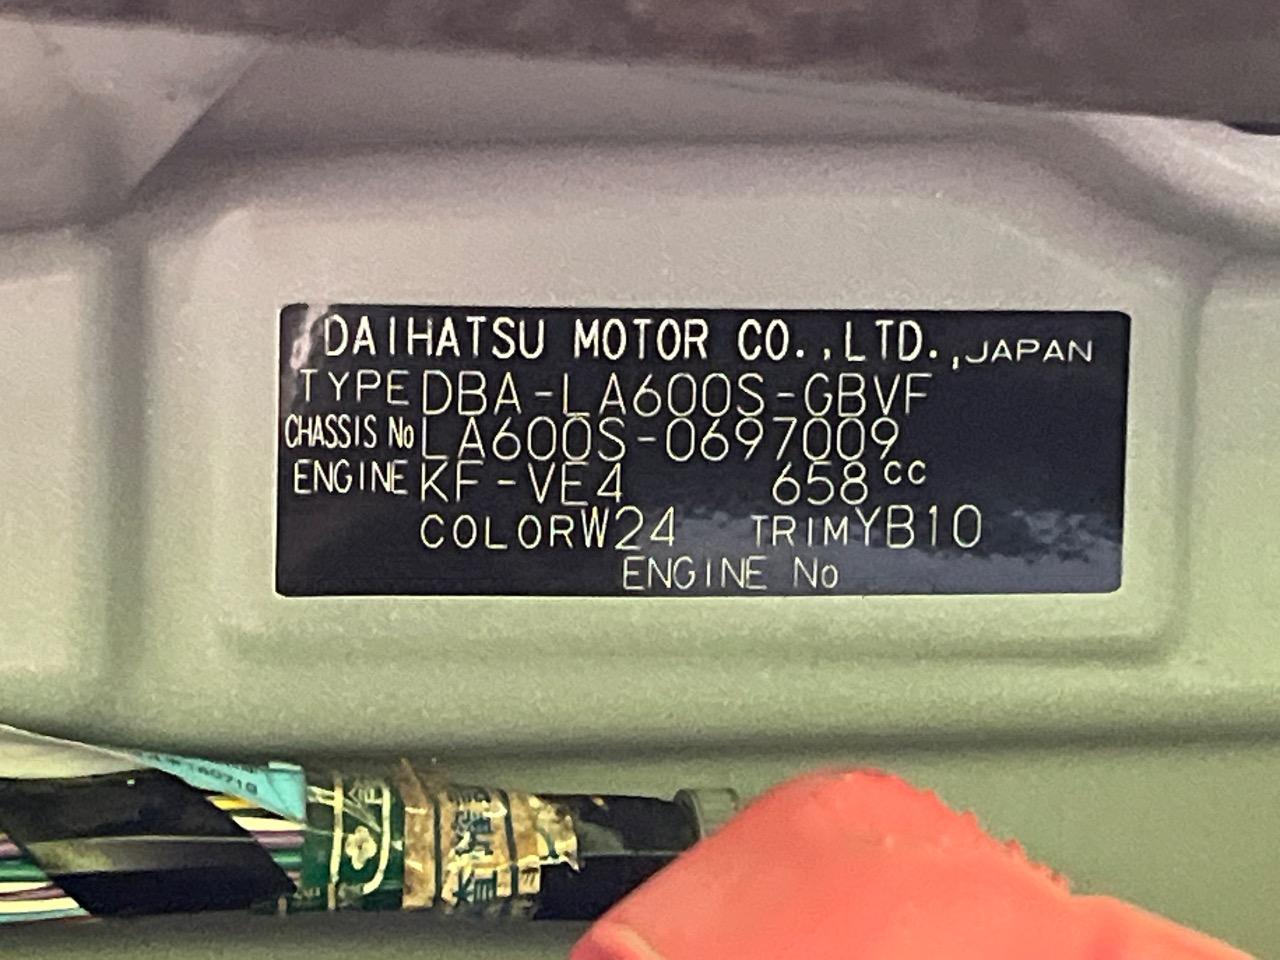 DAIHATSU MOTOR CO.,LTD.,JAPAN
TYPE DBA-LA600S-GBVF
CHASSIS No LA600S-0697009
ENGINE KF-VE4 658cc
COLOR W24 TRIM YB10
ENGINE No